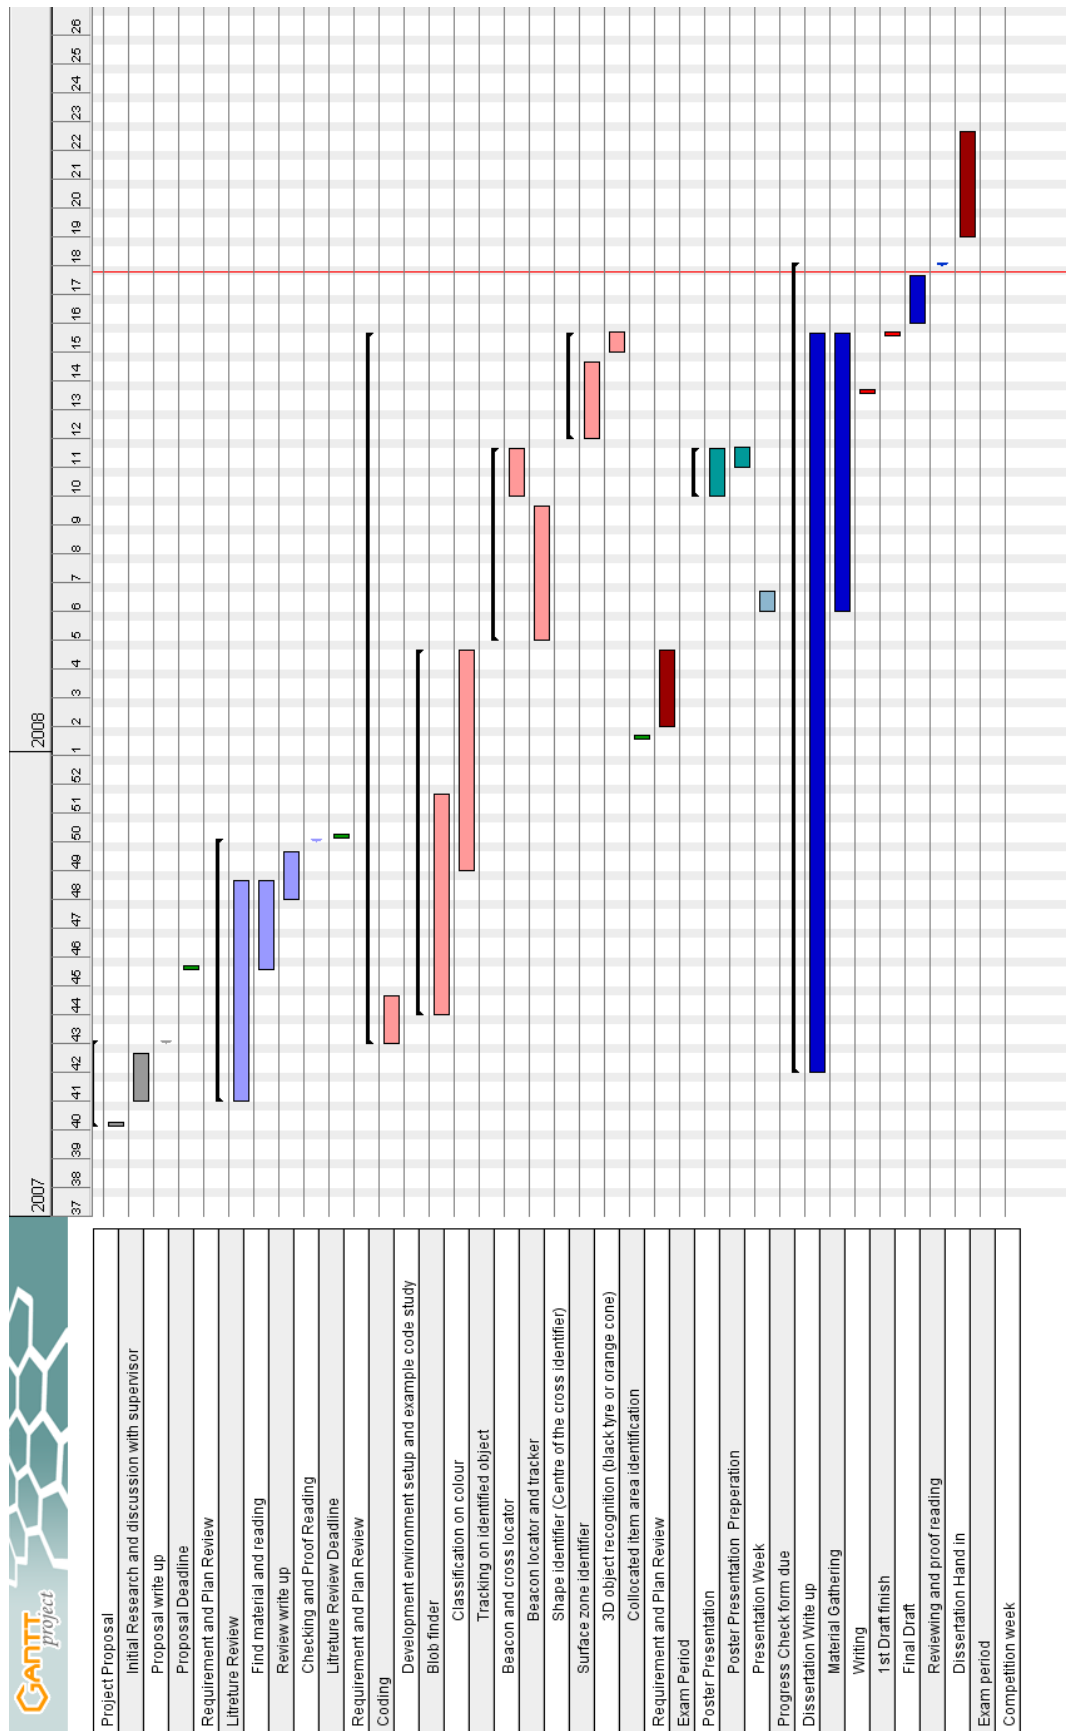 GANTT
project
2007
2008
37 38 39 40 41 42 43 44 45 46 47 48 49 50 51 52 1 2 3 4 5 6 7 8 9 10 11 12 13 14 15 16 17 18 19 20 21 22 23 24 25 26
Project Proposal
Initial Research and discussion with supervisor
Proposal write up
Proposal Deadline
Requirement and Plan Review
Litreture Review
Find material and reading
Review write up
Checking and Proof Reading
Litreture Review Deadline
Requirement and Plan Review
Coding
Development environment setup and example code study
Blob finder
Classification on colour
Tracking on identified object
Beacon and cross locator
Beacon locator and tracker
Shape identifier (Centre of the cross identifier)
Surface zone identifier
3D object recognition (black tyre or orange cone)
Collocated item area identification
Requirement and Plan Review
Exam Period
Poster Presentation
Poster Presentation Preperation
Presentation Week
Progress Check form due
Dissertation Write up
Material Gathering
Writing
1st Draft finish
Final Draft
Reviewing and proof reading
Dissertation Hand in
Exam period
Competition week